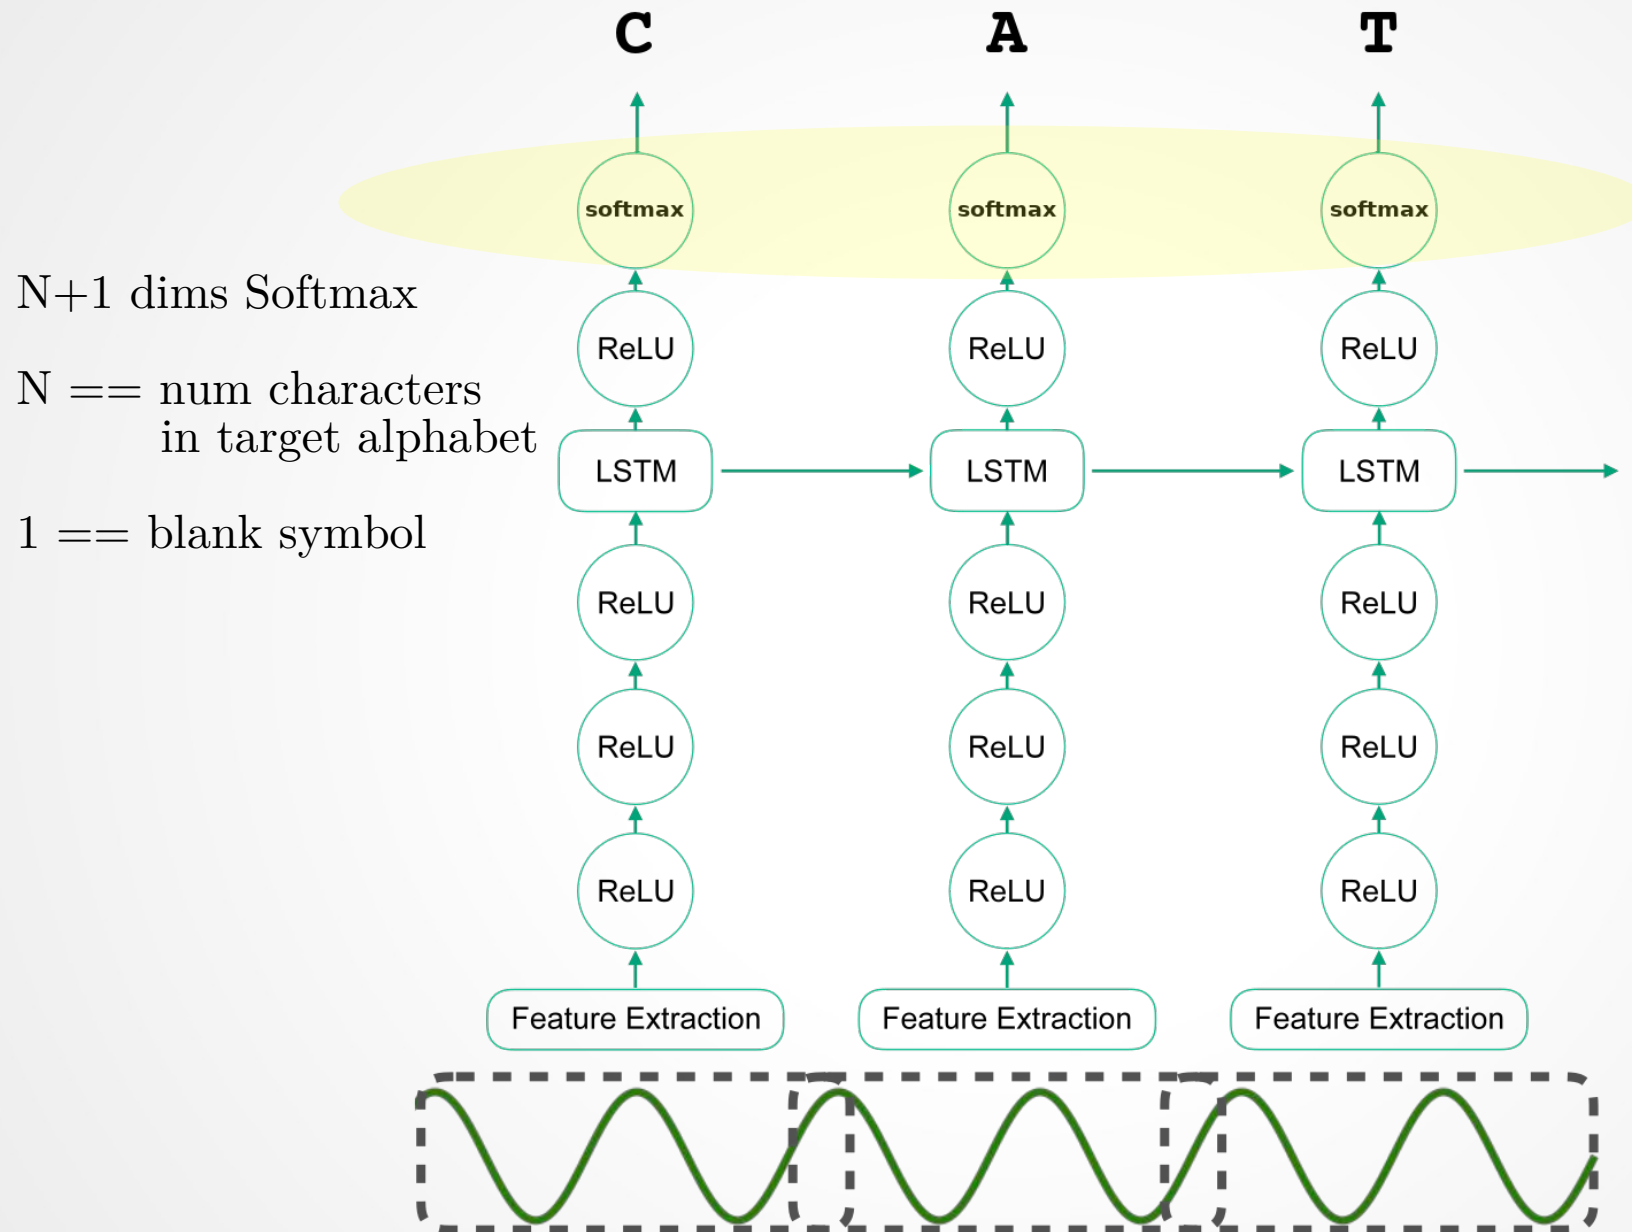 C A T
softmax softmax softmax
N+1 dims Softmax
ReLU ReLU ReLU
N == num characters
in target alphabet
LSTM LSTM LSTM
1 == blank symbol
ReLU ReLU ReLU
ReLU ReLU ReLU
ReLU ReLU ReLU
Feature Extraction Feature Extraction Feature Extraction